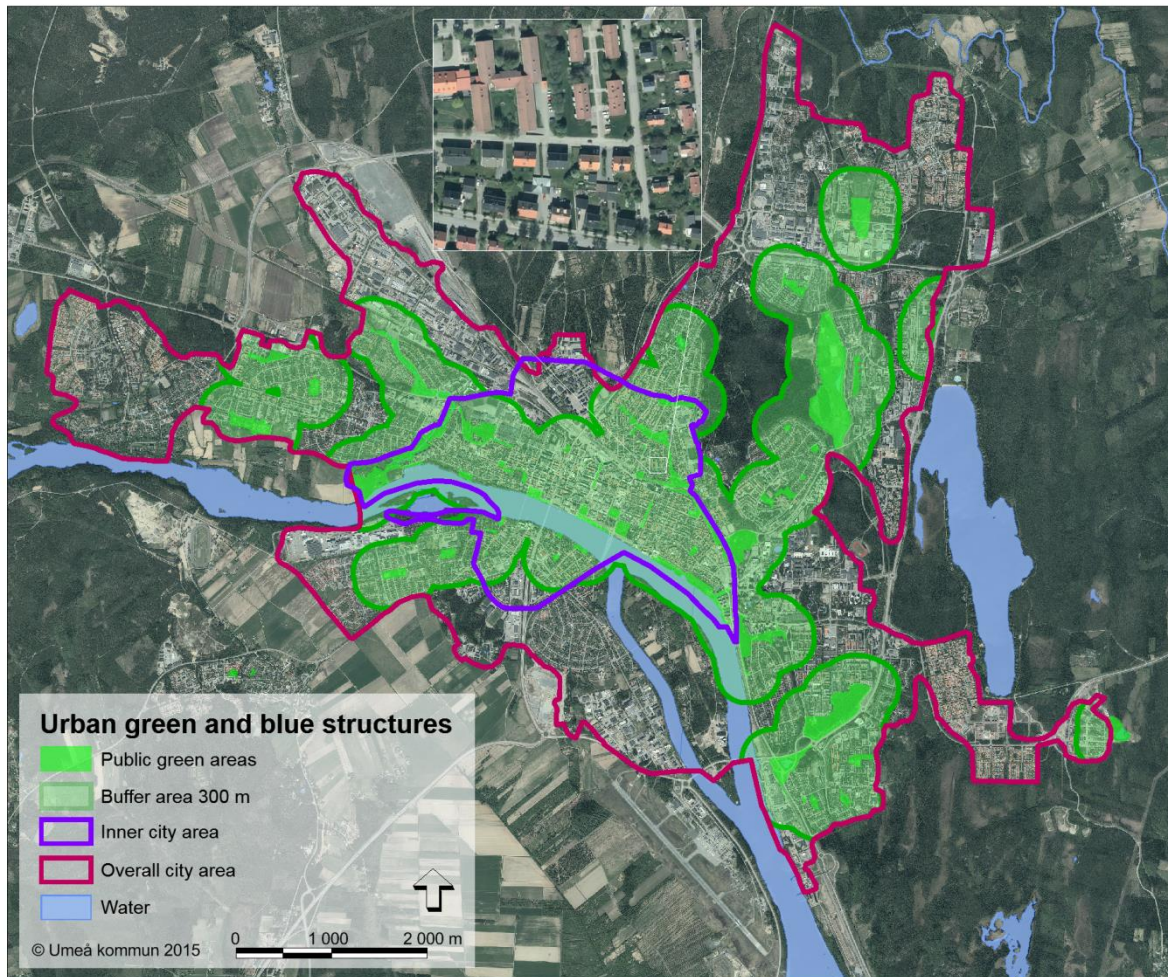 Urban green and blue structures
Public green areas
Buffer area 300 m
Inner city area
Overall city area
Water
© Umeå kommun 2015
0 1 000 2 000 m